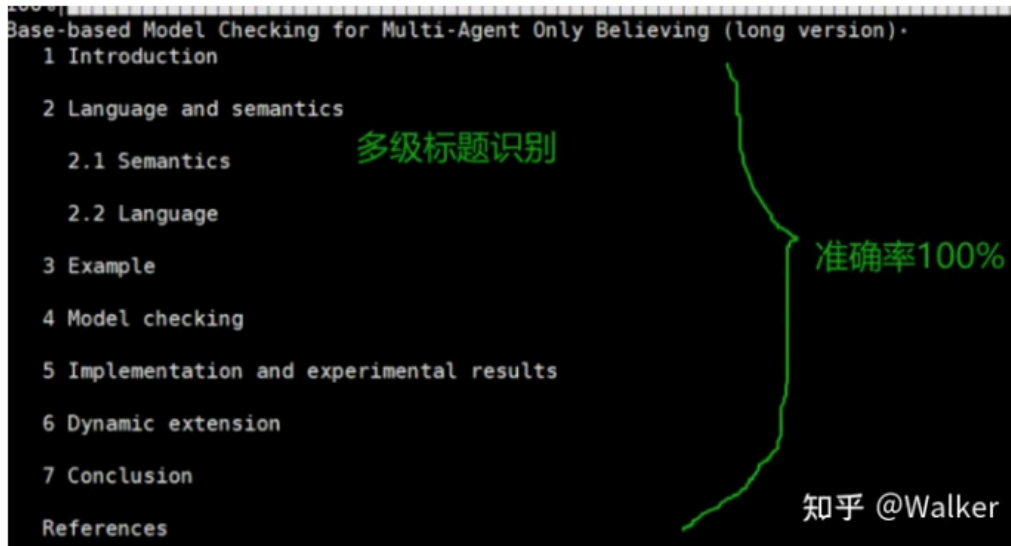 100%
Base-based Model Checking for Multi-Agent Only Believing (long version).
1 Introduction
2 Language and semantics
多级标题识别
2.1 Semantics
2.2 Language
准确率100%
3 Example
4 Model checking
5 Implementation and experimental results
6 Dynamic extension
7 Conclusion
知乎 @Walker
References